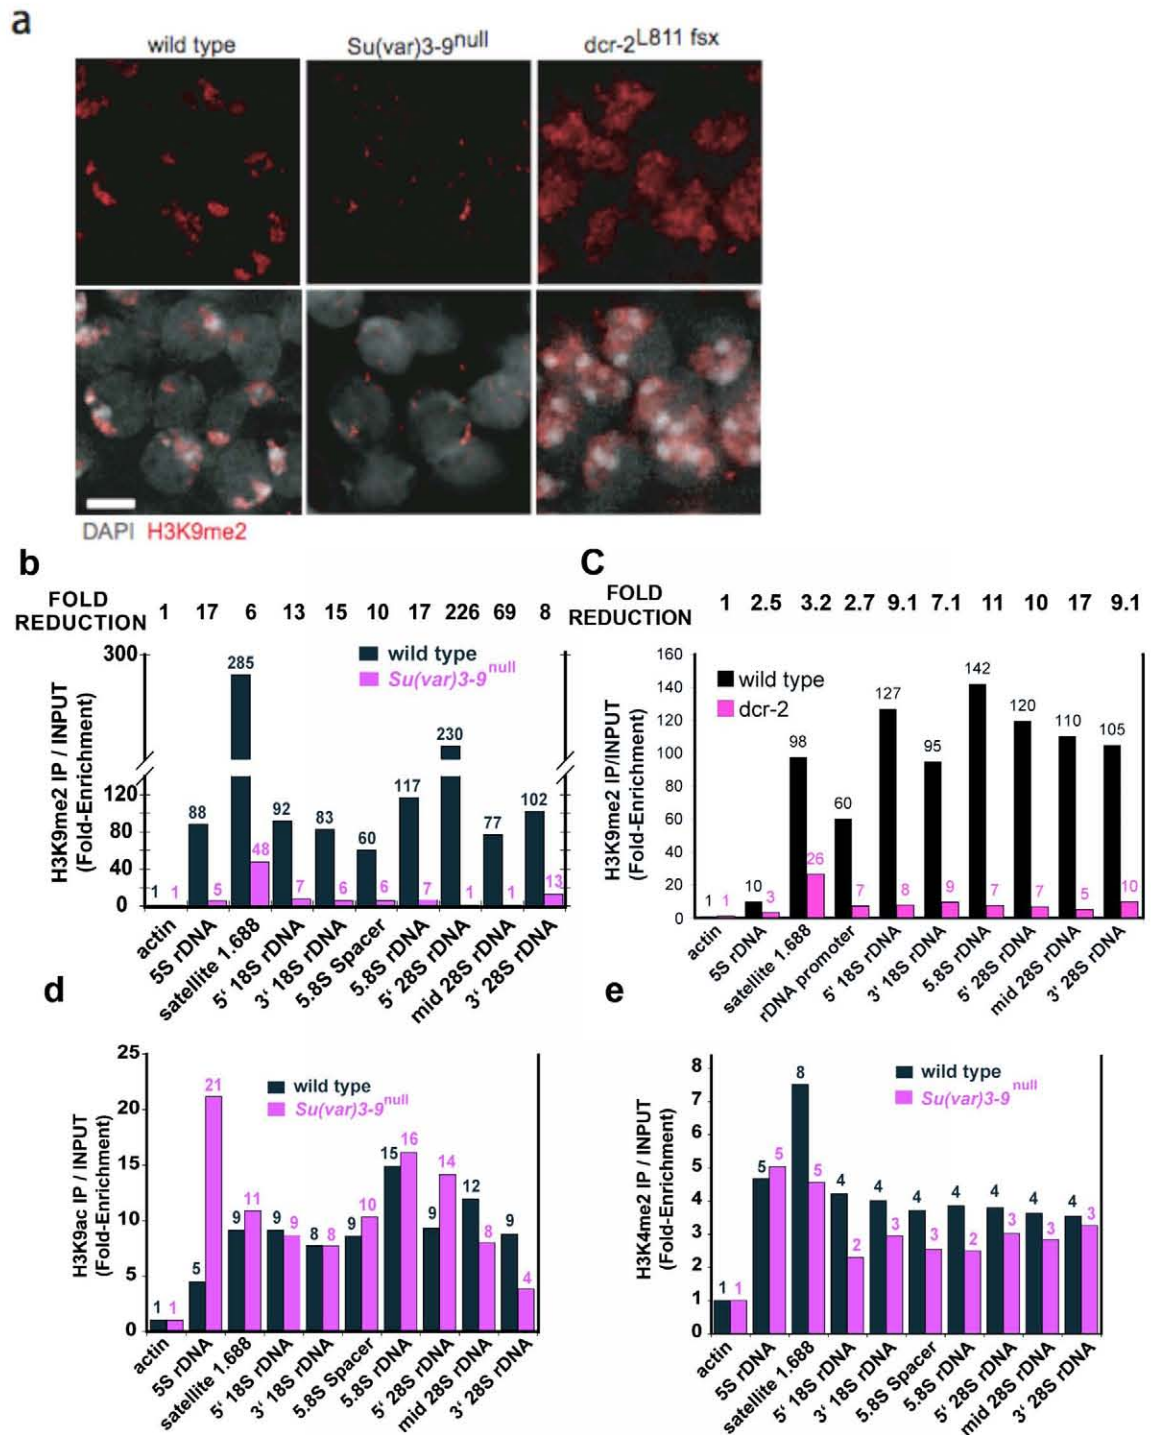 a
wild type Su(var)3-9null dcr-2L811 fsx
DAPI H3K9me2
b
FOLD
REDUCTION 1 17 6 13 15 10 17 226 69 8
H3K9me2 IP / INPUT
(Fold-Enrichment)
300
120
80
40
0
wild type
Su(var)3-9null
1 1 88 5 285 48 92 7 83 6 60 6 117 7 230 1 77 1 102 13
actin
5S rDNA
satellite 1.688
5‘ 18S rDNA
3‘ 18S rDNA
5.8S Spacer
5.8S rDNA
5‘ 28S rDNA
mid 28S rDNA
3‘ 28S rDNA
C
FOLD
REDUCTION 1 2.5 3.2 2.7 9.1 7.1 11 10 17 9.1
H3K9me2 IP/INPUT
(Fold-Enrichment)
160
140
120
100
80
60
40
20
0
wild type
dcr-2
1 1 10 3 98 26 60 7 127 8 95 9 142 7 120 7 110 5 105 10
actin
5S rDNA
satellite 1.688
rDNA promoter
5‘ 18S rDNA
3‘ 18S rDNA
5.8S rDNA
5‘ 28S rDNA
mid 28S rDNA
3‘ 28S rDNA
d
H3K9ac IP / INPUT
(Fold-Enrichment)
25
20
15
10
5
0
wild type
Su(var)3-9null
1 1 5 21 9 11 9 9 8 8 9 10 15 16 9 14 12 8 9 4
actin
5S rDNA
satellite 1.688
5‘ 18S rDNA
3‘ 18S rDNA
5.8S Spacer
5.8S rDNA
5‘ 28S rDNA
mid 28S rDNA
3‘ 28S rDNA
e
H3K4me2 IP / INPUT
(Fold-Enrichment)
8
7
6
5
4
3
2
1
0
wild type
Su(var)3-9null
1 1 5 5 8 5 4 2 4 3 4 3 4 2 4 3 4 3 4 3
actin
5S rDNA
satellite 1.688
5‘ 18S rDNA
3‘ 18S rDNA
5.8S Spacer
5.8S rDNA
5‘ 28S rDNA
mid 28S rDNA
3‘ 28S rDNA